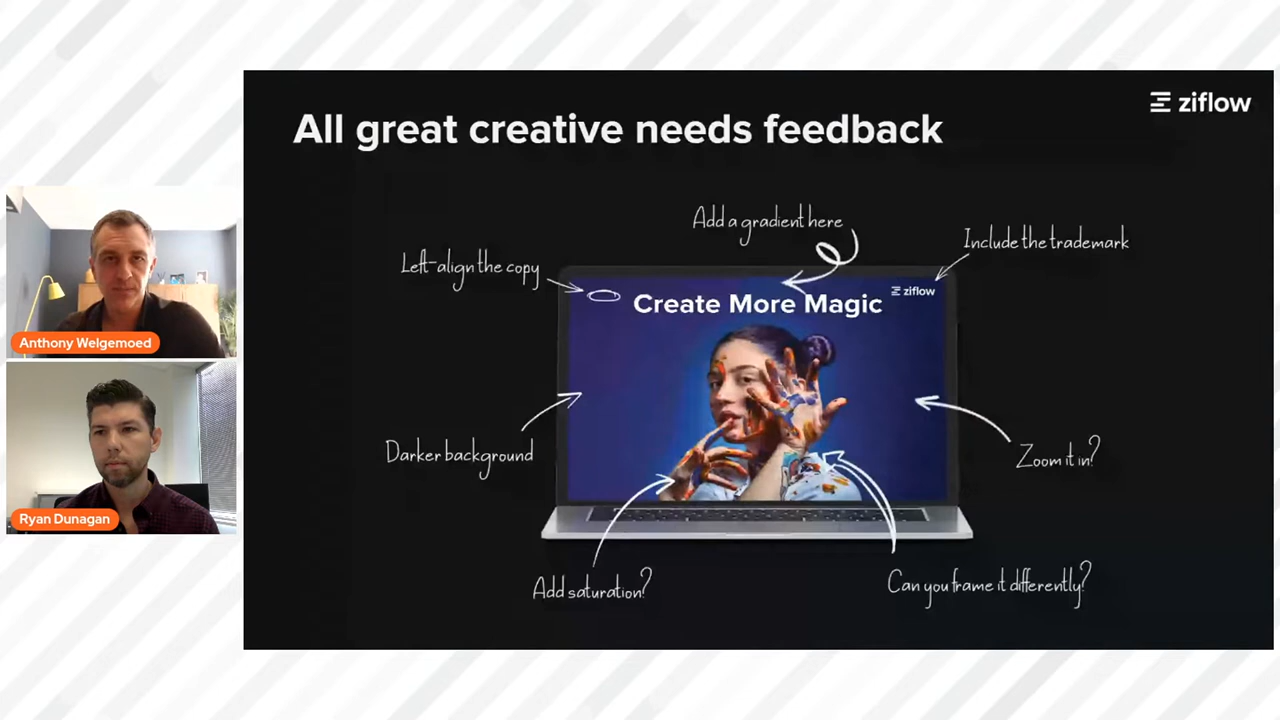 ziflow
All great creative needs feedback
Add a gradient here
Include the trademark
Left-align the copy
ziflow
Create More Magic
Anthony Welgemoed
Darker background
Zoom it in?
Ryan Dunagan
Add saturation?
Can you frame it differently?